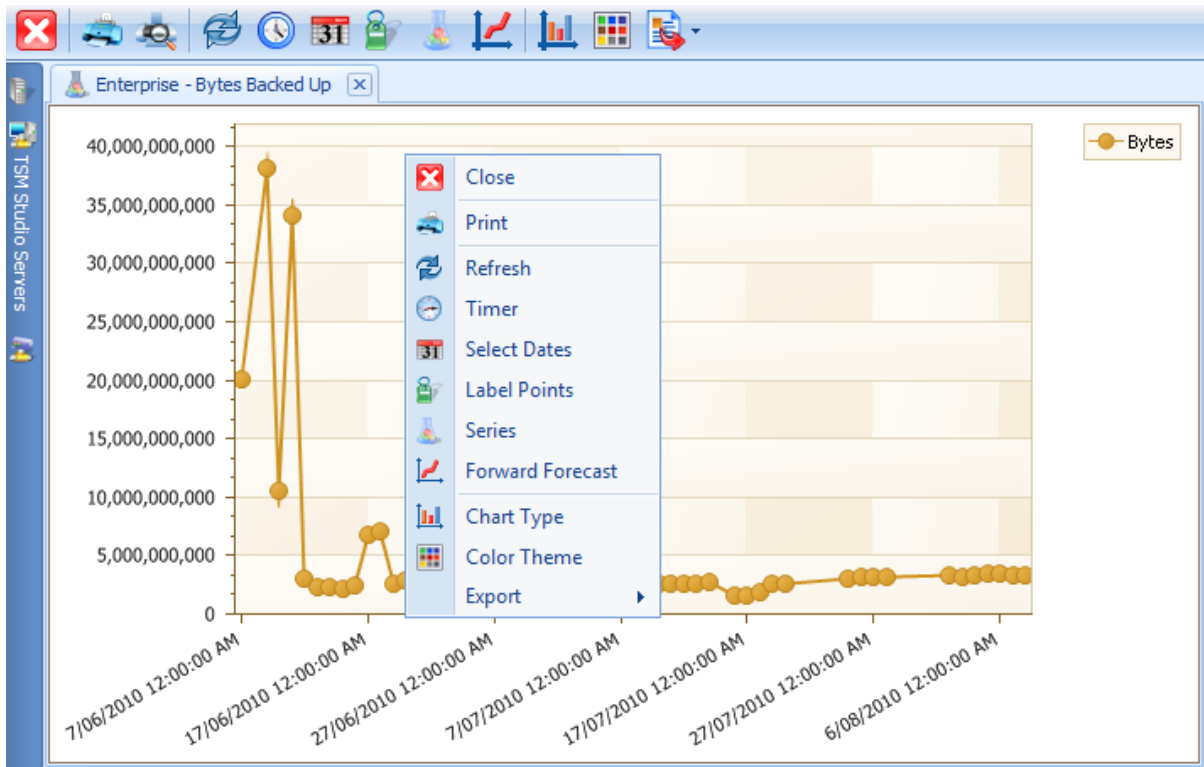 31
Enterprise - Bytes Backed Up
TSM Studio Servers
40,000,000,000
35,000,000,000
30,000,000,000
25,000,000,000
20,000,000,000
15,000,000,000
10,000,000,000
5,000,000,000
0
Bytes
Close
Print
Refresh
Timer
31 Select Dates
Label Points
Series
Forward Forecast
Chart Type
Color Theme
Export
7/06/2010 12:00:00 AM
17/06/2010 12:00:00 AM
27/06/2010 12:00:00 AM
7/07/2010 12:00:00 AM
17/07/2010 12:00:00 AM
27/07/2010 12:00:00 AM
6/08/2010 12:00:00 AM